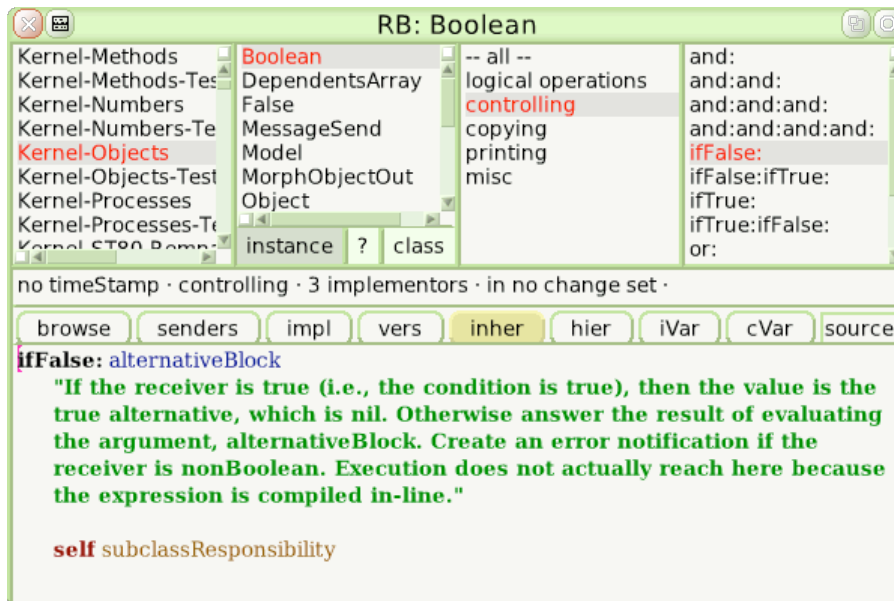 RB: Boolean
Kernel-Methods
Kernel-Methods-Tes
Kernel-Numbers
Kernel-Numbers-Te
Kernel-Objects
Kernel-Objects-Test
Kernel-Processes
Kernel-Processes-Te
Boolean
DependentsArray
False
MessageSend
Model
MorphObjectOut
Object
instance ? class
-- all --
logical operations
controlling
copying
printing
misc
and:
and:and:
and:and:and:
and:and:and:and:
ifFalse:
ifFalse:ifTrue:
ifTrue:
ifTrue:ifFalse:
or:
no timeStamp · controlling · 3 implementors · in no change set ·
browse senders impl vers inher hier iVar cVar source
ifFalse: alternativeBlock
"If the receiver is true (i.e., the condition is true), then the value is the
true alternative, which is nil. Otherwise answer the result of evaluating
the argument, alternativeBlock. Create an error notification if the
receiver is nonBoolean. Execution does not actually reach here because
the expression is compiled in-line."
self subclassResponsibility